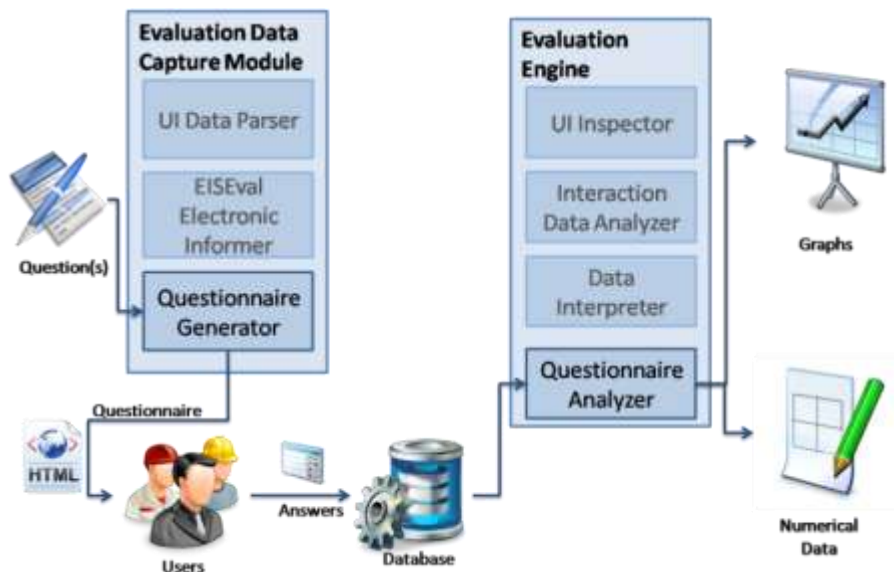 Evaluation Data
Capture Module
UI Data Parser
EISEval
Electronic
Informer
Questionnaire
Generator
Question(s)
Questionnaire
HTML
Users
Answers
Database
Evaluation
Engine
UI Inspector
Interaction
Data Analyzer
Data
Interpreter
Questionnaire
Analyzer
Graphs
Numerical
Data